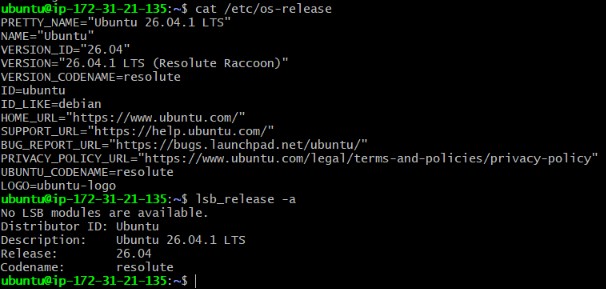 ubuntu@ip-172-31-21-135:~$ cat /etc/os-release
PRETTY_NAME="Ubuntu 26.04.1 LTS"
NAME="Ubuntu"
VERSION_ID="26.04"
VERSION="26.04.1 LTS (Resolute Raccoon)"
VERSION_CODENAME=resolute
ID=ubuntu
ID_LIKE=debian
HOME_URL="https://www.ubuntu.com/"
SUPPORT_URL="https://help.ubuntu.com/"
BUG_REPORT_URL="https://bugs.launchpad.net/ubuntu/"
PRIVACY_POLICY_URL="https://www.ubuntu.com/legal/terms-and-policies/privacy-policy"
UBUNTU_CODENAME=resolute
LOGO=ubuntu-logo
ubuntu@ip-172-31-21-135:~$ lsb_release -a
No LSB modules are available.
Distributor ID: Ubuntu
Description:    Ubuntu 26.04.1 LTS
Release:        26.04
Codename:       resolute
ubuntu@ip-172-31-21-135:~$